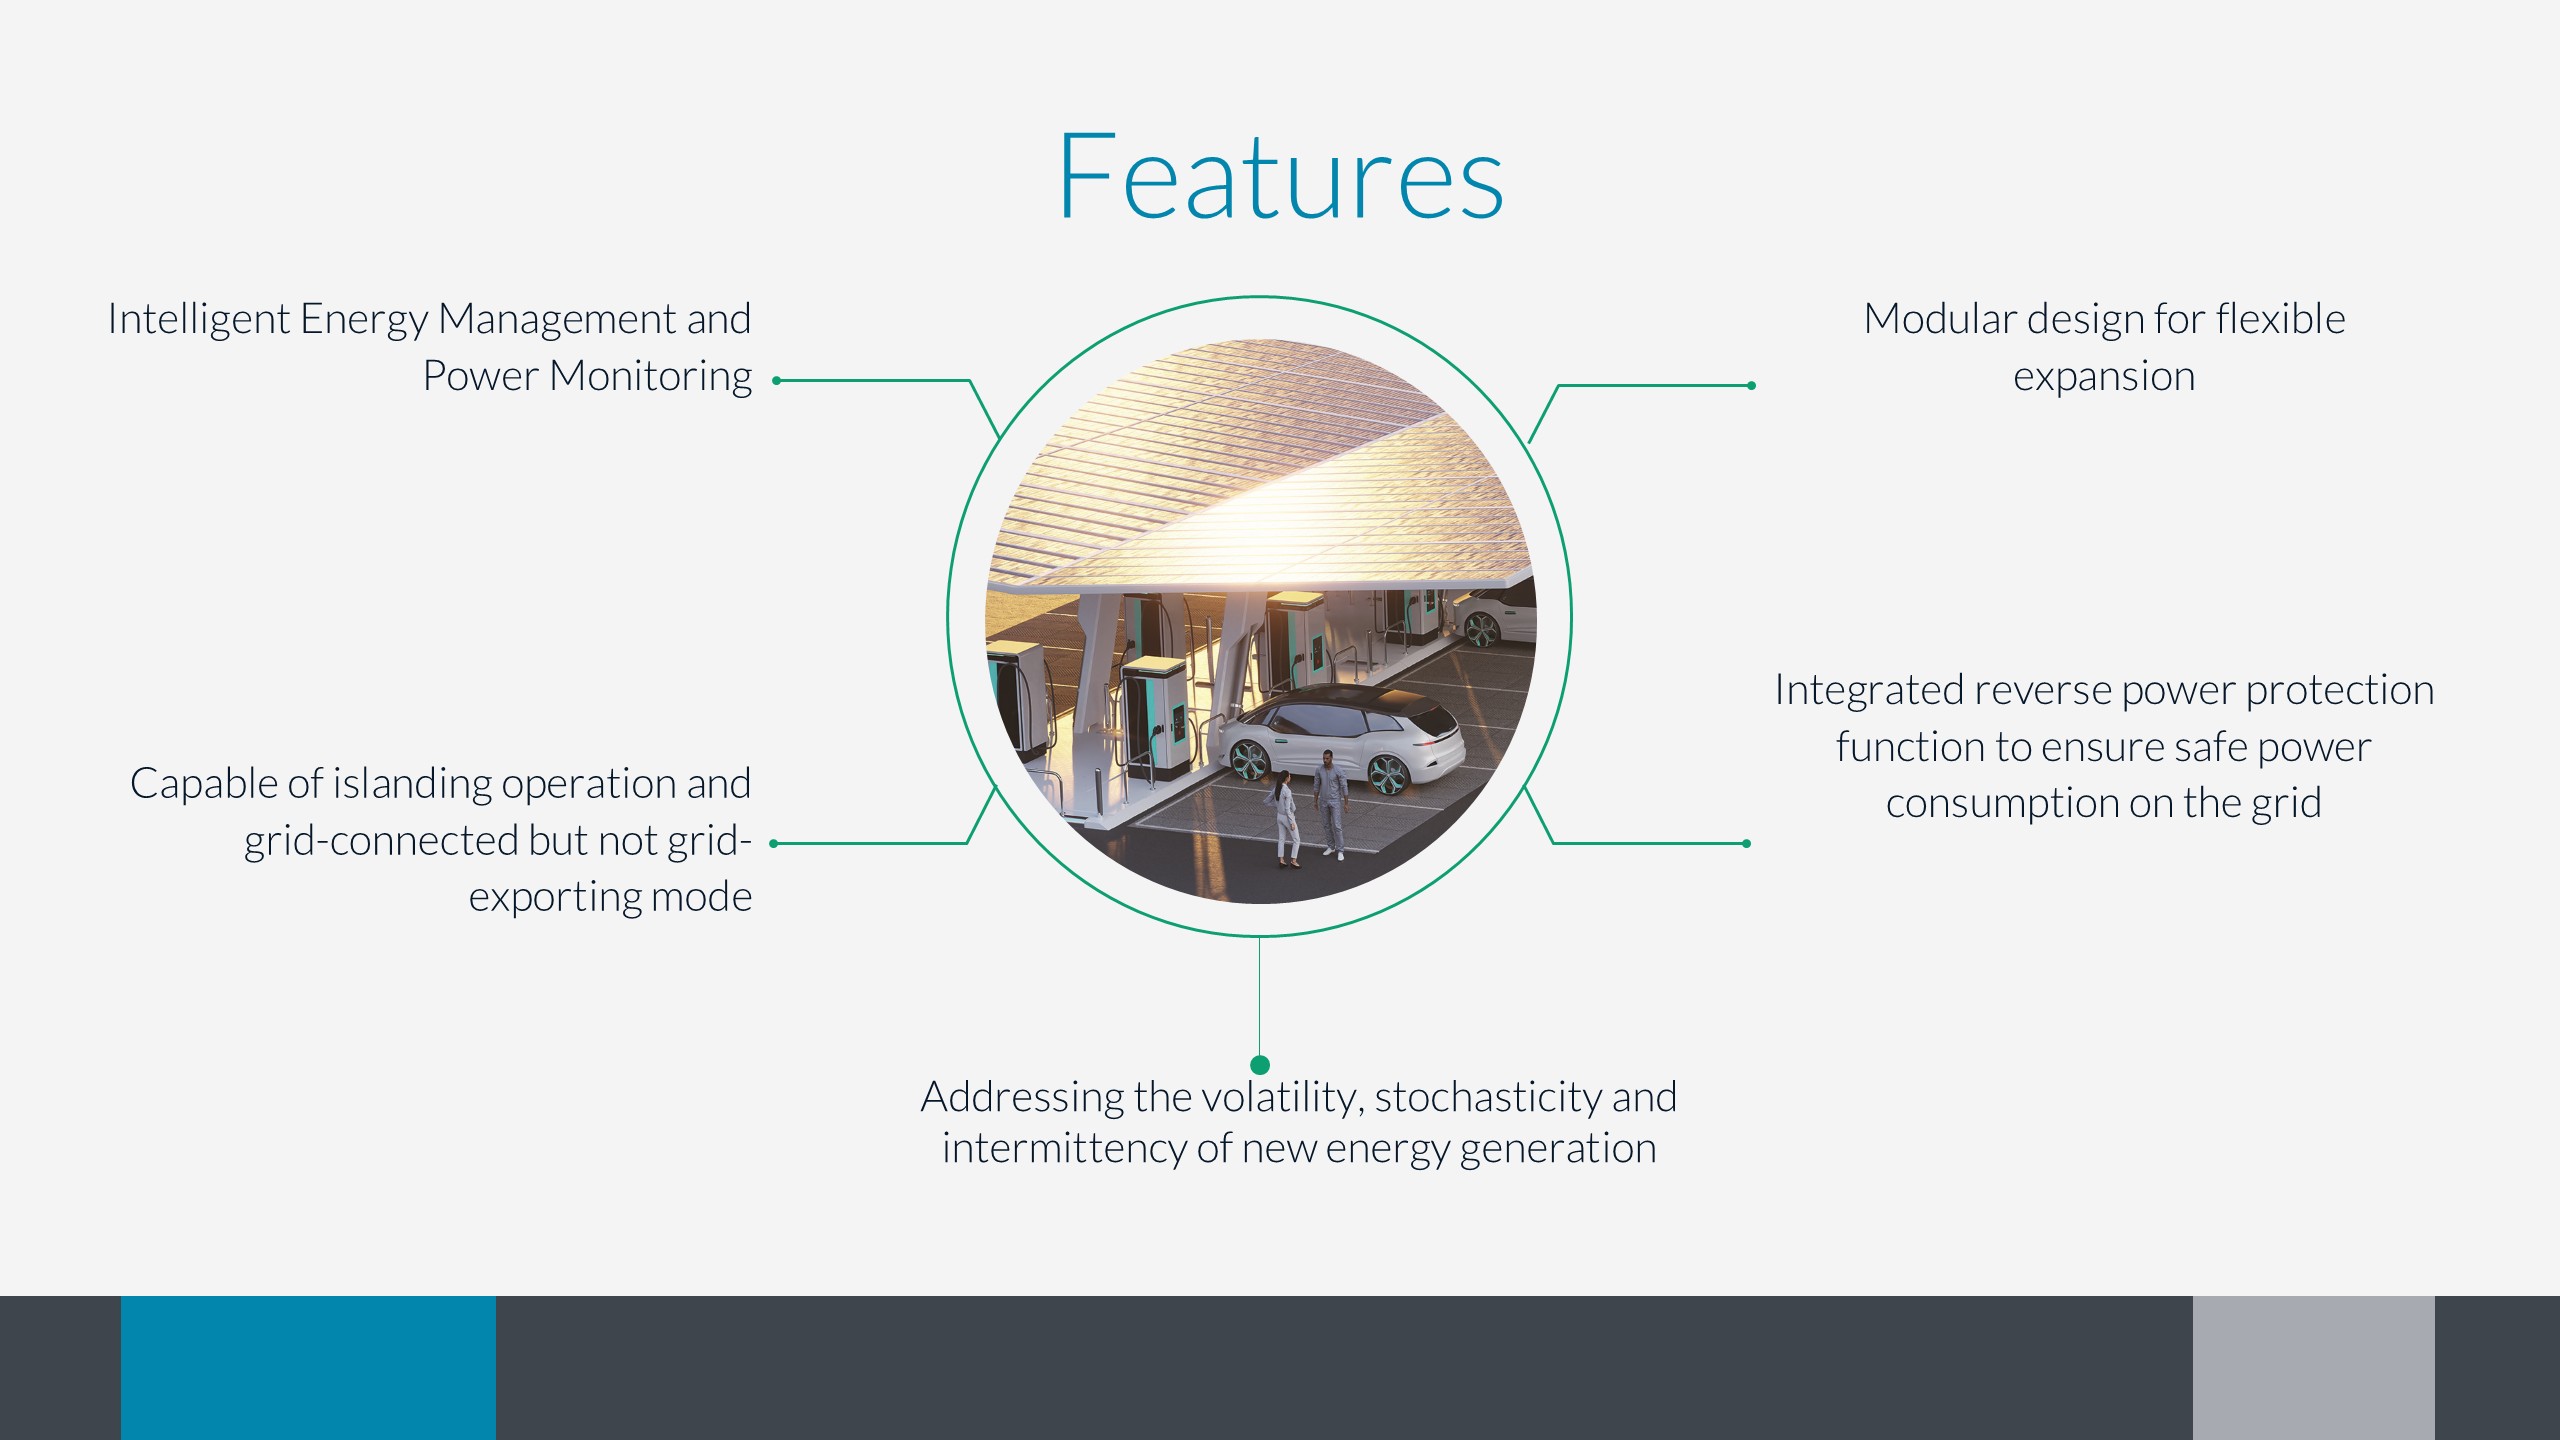 Features
Intelligent Energy Management and
Power Monitoring
Modular design for flexible
expansion
Capable of islanding operation and
grid-connected but not grid-
exporting mode
Integrated reverse power protection
function to ensure safe power
consumption on the grid
Addressing the volatility, stochasticity and
intermittency of new energy generation